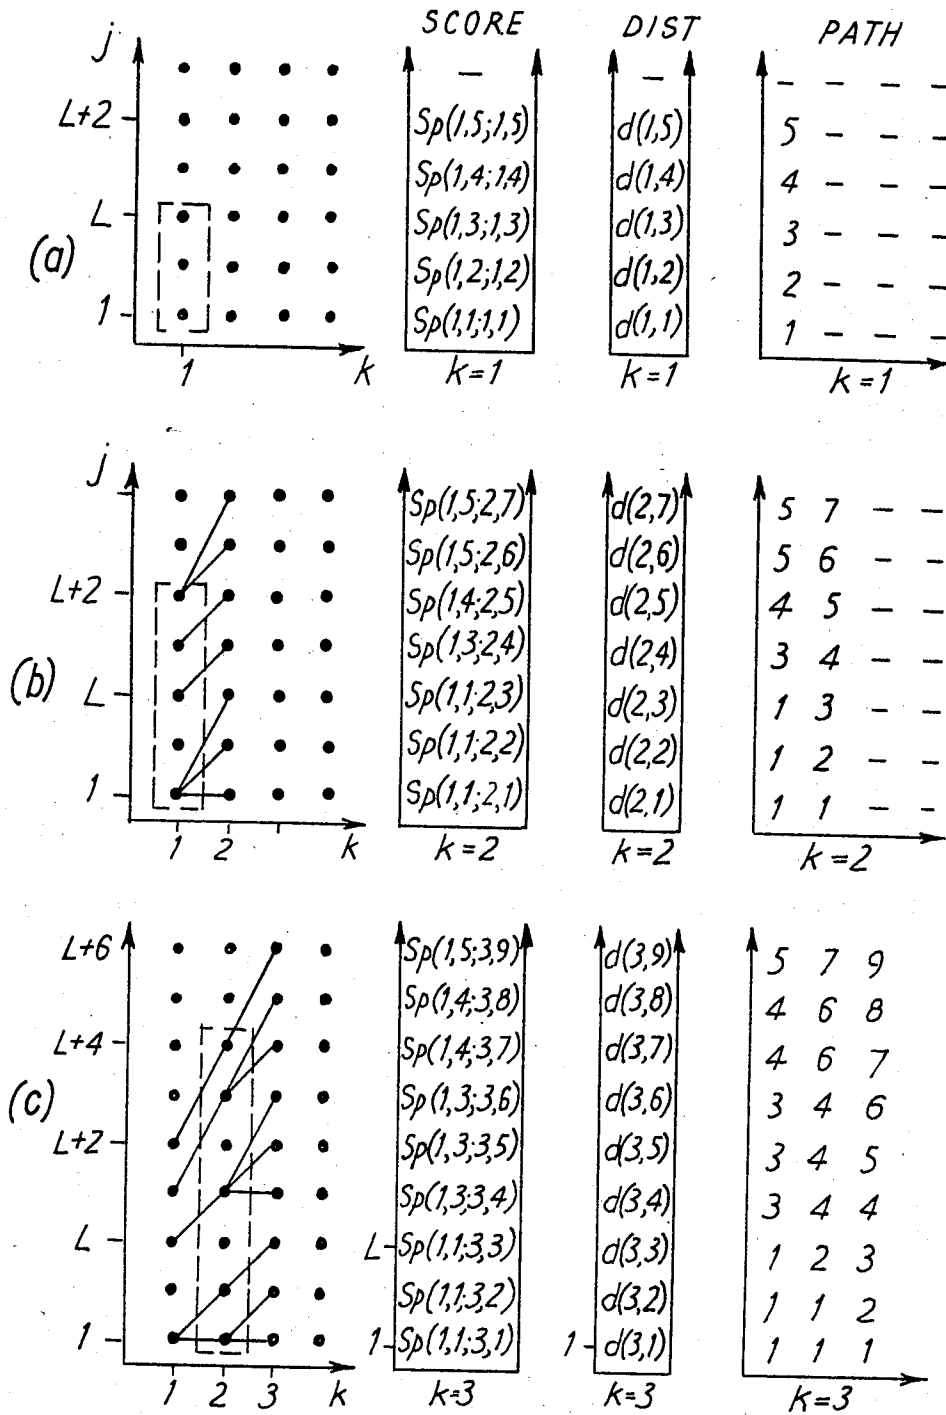 SCORE DIST PATH
j
— — — — — —
L+2 Sp(1,5;1,5) d(1,5) 5 — — —
Sp(1,4;1,4) d(1,4) 4 — — —
L Sp(1,3;1,3) d(1,3) 3 — — —
(a)
Sp(1,2;1,2) d(1,2) 2 — — —
1 Sp(1,1;1,1) d(1,1) 1 — — —
1 k k=1 k=1 k=1
j
Sp(1,5;2,7) d(2,7) 5 7 — —
Sp(1,5;2,6) d(2,6) 5 6 — —
L+2 Sp(1,4;2,5) d(2,5) 4 5 — —
Sp(1,3;2,4) d(2,4) 3 4 — —
(b)
L Sp(1,1;2,3) d(2,3) 1 3 — —
Sp(1,1;2,2) d(2,2) 1 2 — —
1 Sp(1,1;2,1) d(2,1) 1 1 — —
1 2 k k=2 k=2 k=2
L+6 Sp(1,5;3,9) d(3,9) 5 7 9
Sp(1,4;3,8) d(3,8) 4 6 8
L+4 Sp(1,4;3,7) d(3,7) 4 6 7
(c)
Sp(1,3;3,6) d(3,6) 3 4 6
L+2 Sp(1,3;3,5) d(3,5) 3 4 5
Sp(1,3;3,4) d(3,4) 3 4 4
L L Sp(1,1;3,3) d(3,3) 1 2 3
Sp(1,1;3,2) d(3,2) 1 1 2
1 1 Sp(1,1;3,1) 1 d(3,1) 1 1 1
1 2 3 k k=3 k=3 k=3